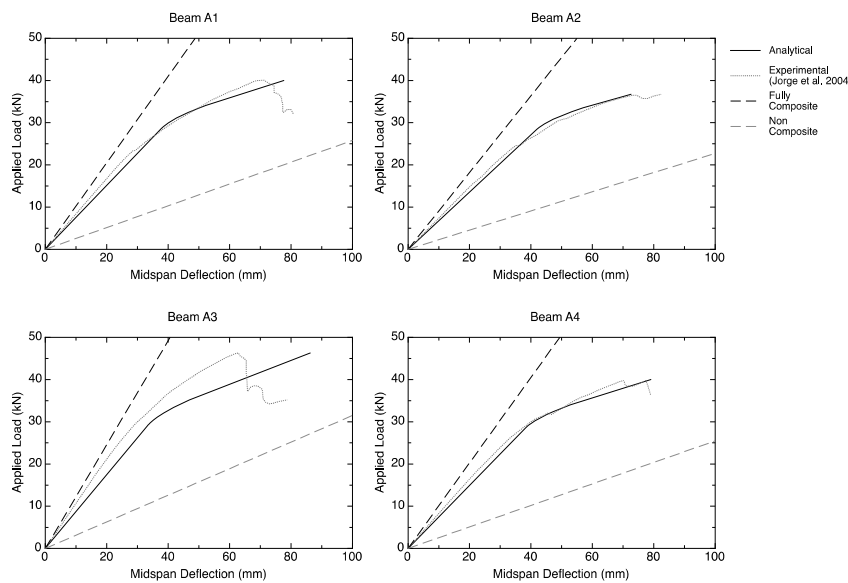 Beam A1
50
40
30
20
10
0
Applied Load (kN)
0 20 40 60 80 100
Midspan Deflection (mm)
Beam A2
50
40
30
20
10
0
Applied Load (kN)
0 20 40 60 80 100
Midspan Deflection (mm)
Analytical
Experimental
(Jorge et al, 2004
Fully
Composite
Non
Composite
Beam A3
50
40
30
20
10
0
Applied Load (kN)
0 20 40 60 80 100
Midspan Deflection (mm)
Beam A4
50
40
30
20
10
0
Applied Load (kN)
0 20 40 60 80 100
Midspan Deflection (mm)